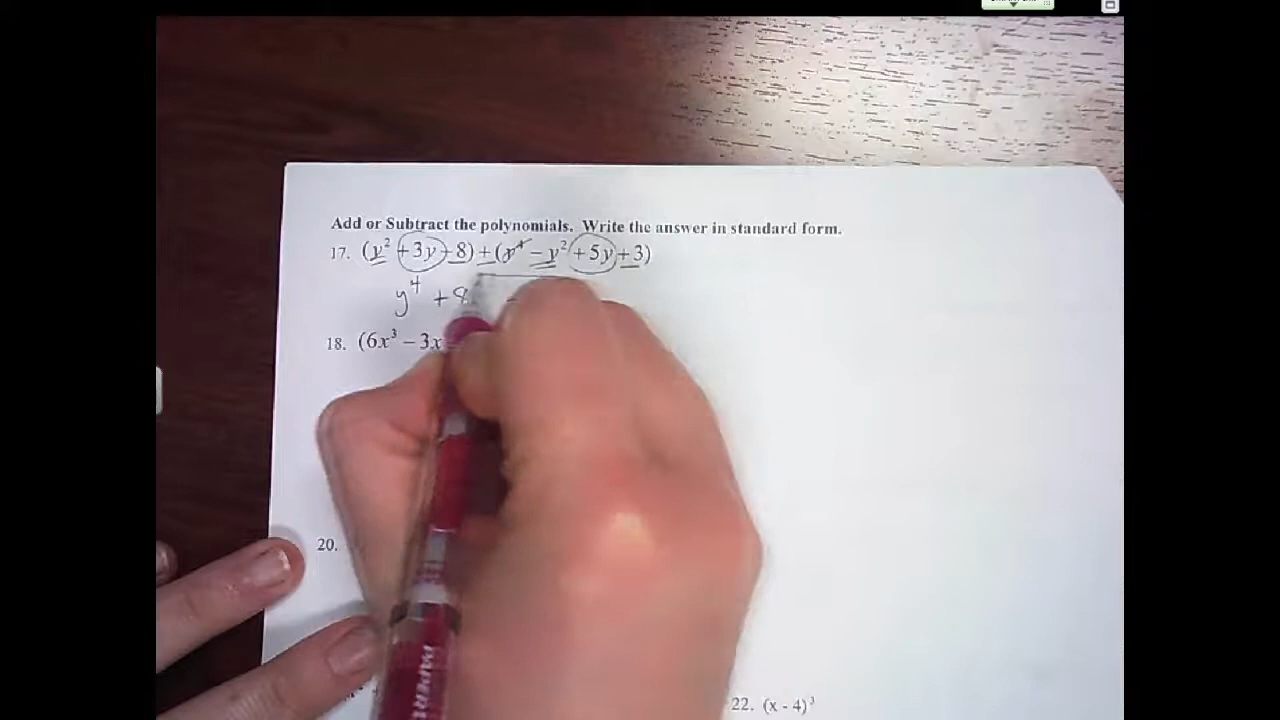 Add or Subtract the polynomials. Write the answer in standard form.
17. (y² +3y-8) + (y⁴ - y² +5y+3)
y⁴ +8
18. (6x³ - 3x
20.
22. (x - 4)³
PAPER